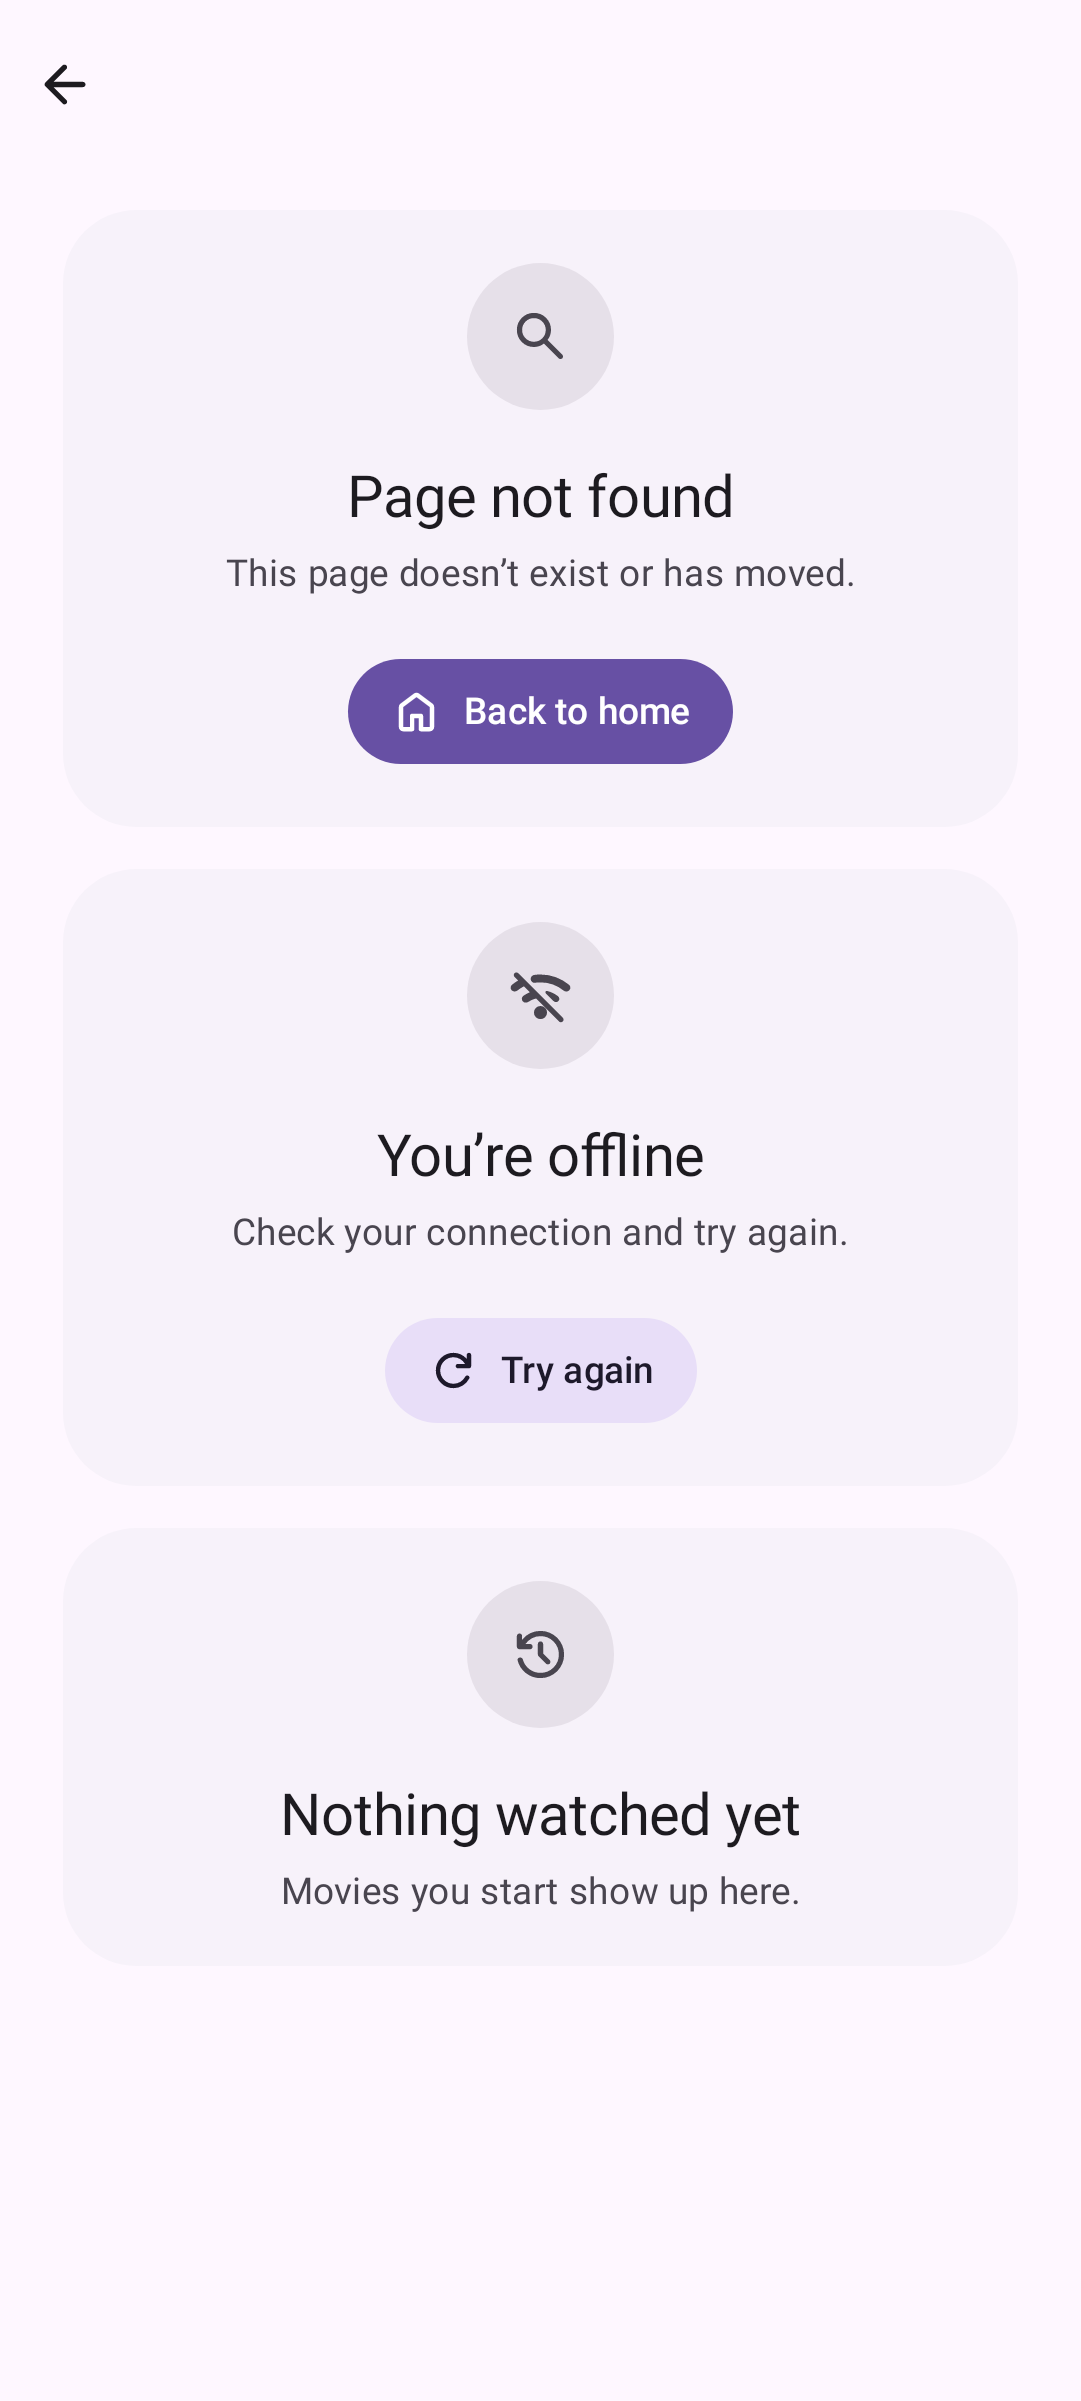 Page not found
This page doesn’t exist or has moved.
Back to home
You’re offline
Check your connection and try again.
Try again
Nothing watched yet
Movies you start show up here.